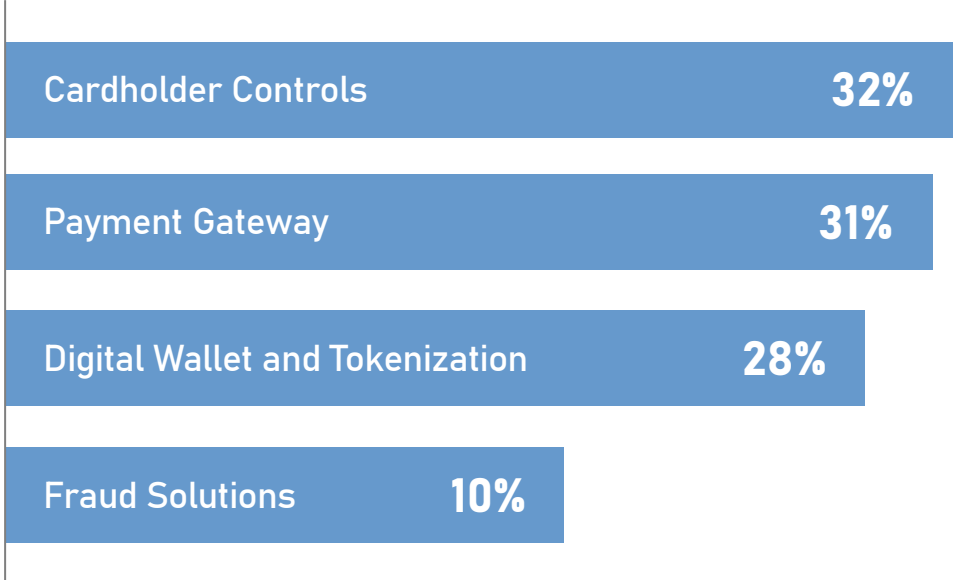 Cardholder Controls 32%
Payment Gateway 31%
Digital Wallet and Tokenization 28%
Fraud Solutions 10%